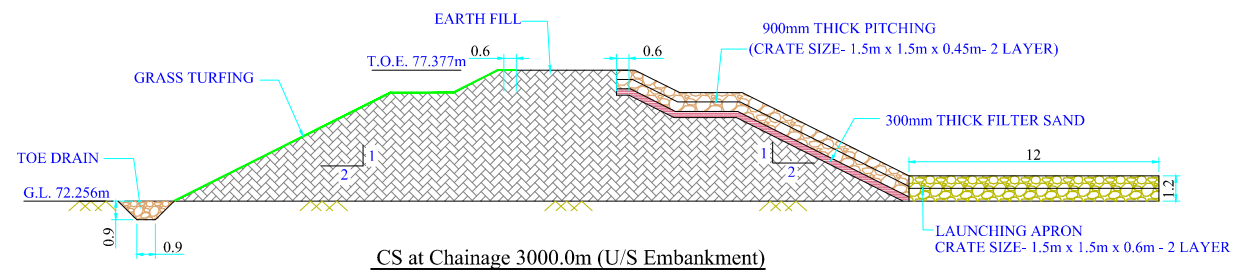 EARTH FILL
900mm THICK PITCHING
(CRATE SIZE- 1.5m x 1.5m x 0.45m- 2 LAYER)
0.6
0.6
T.O.E. 77.377m
GRASS TURFING
300mm THICK FILTER SAND
1
2
1
2
12
TOE DRAIN
G.L. 72.256m
1.2
0.9
0.9
LAUNCHING APRON
CRATE SIZE- 1.5m x 1.5m x 0.6m - 2 LAYER
CS at Chainage 3000.0m (U/S Embankment)